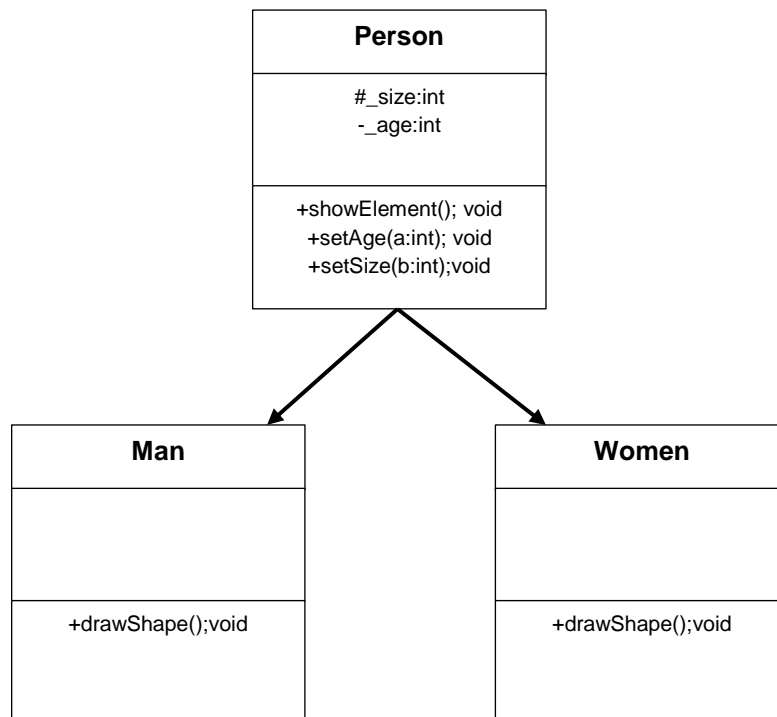 Person
#_size:int
-_age:int
+showElement(); void
+setAge(a:int); void
+setSize(b:int);void
Man
+drawShape();void
Women
+drawShape();void